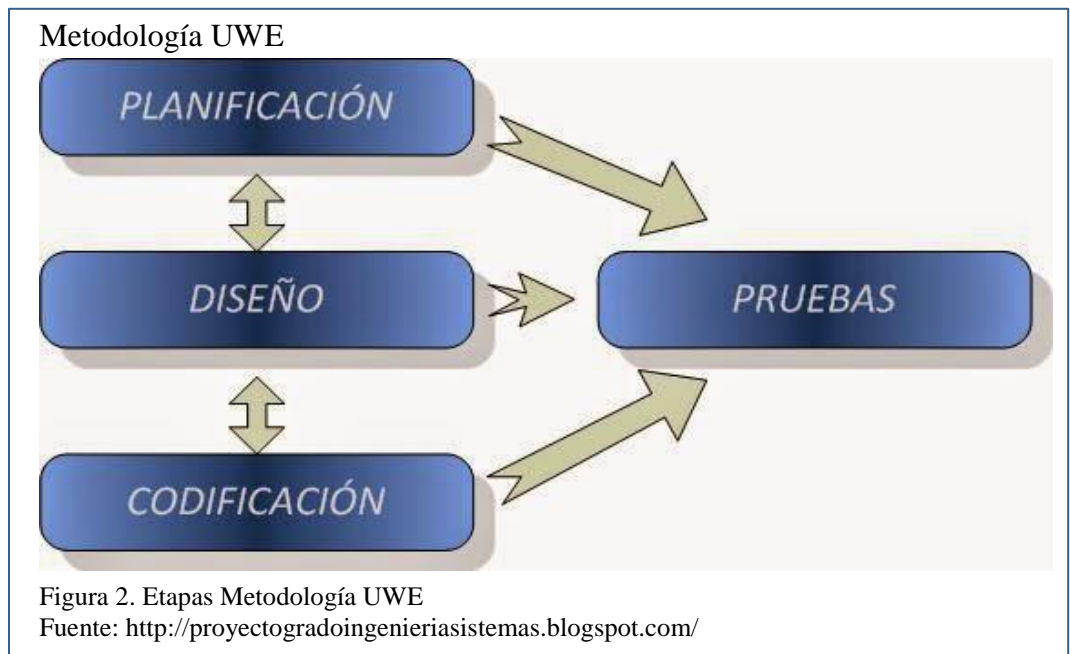 Metodología UWE
PLANIFICACIÓN
DISEÑO
PRUEBAS
CODIFICACIÓN
Figura 2. Etapas Metodología UWE
Fuente: http://proyectogradoingenieriasistemas.blogspot.com/